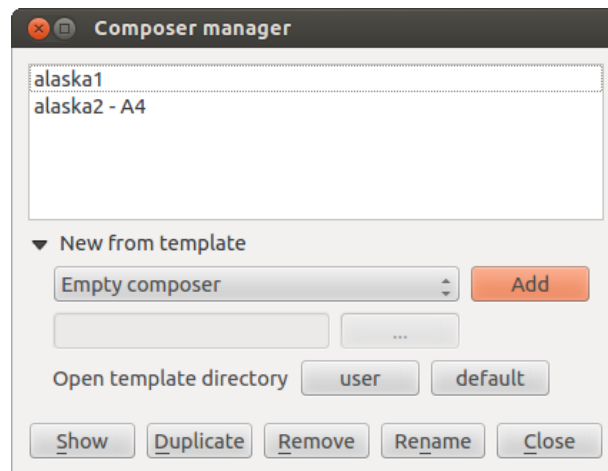 Composer manager
alaska1
alaska2 - A4
New from template
Empty composer
Add
...
Open template directory user default
Show Duplicate Remove Rename Close